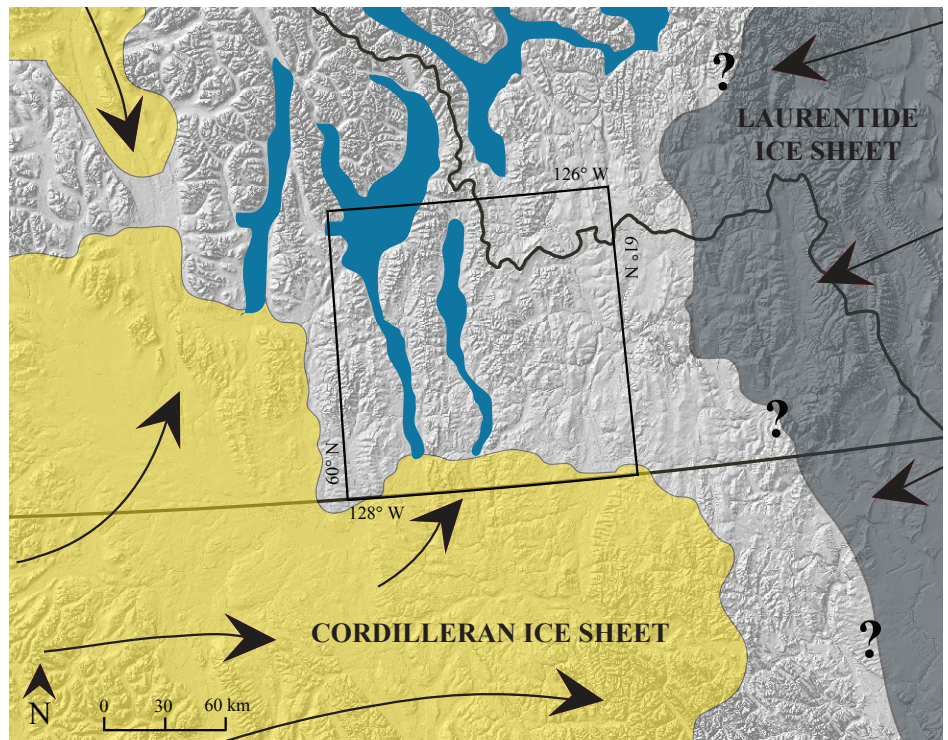 ?
LAURENTIDE
ICE SHEET
126° W
61° N
?
60° N
128° W
?
CORDILLERAN ICE SHEET
N
0 30 60 km